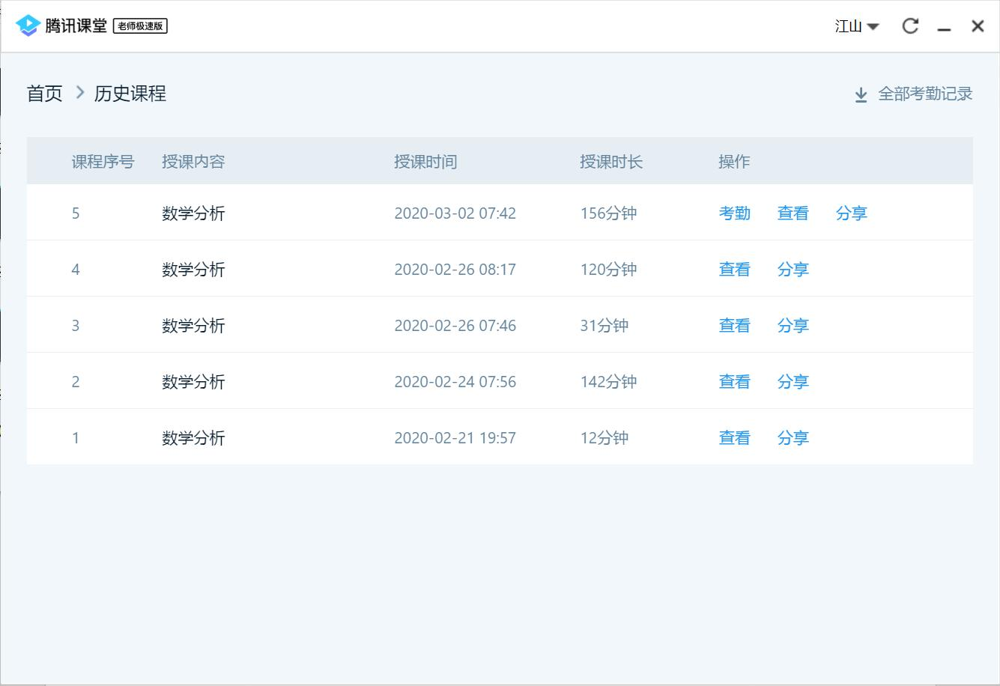 腾讯课堂 老师极速版 江山
首页 > 历史课程 全部考勤记录
课程序号 授课内容 授课时间 授课时长 操作
5 数学分析 2020-03-02 07:42 156分钟 考勤 查看 分享
4 数学分析 2020-02-26 08:17 120分钟 查看 分享
3 数学分析 2020-02-26 07:46 31分钟 查看 分享
2 数学分析 2020-02-24 07:56 142分钟 查看 分享
1 数学分析 2020-02-21 19:57 12分钟 查看 分享